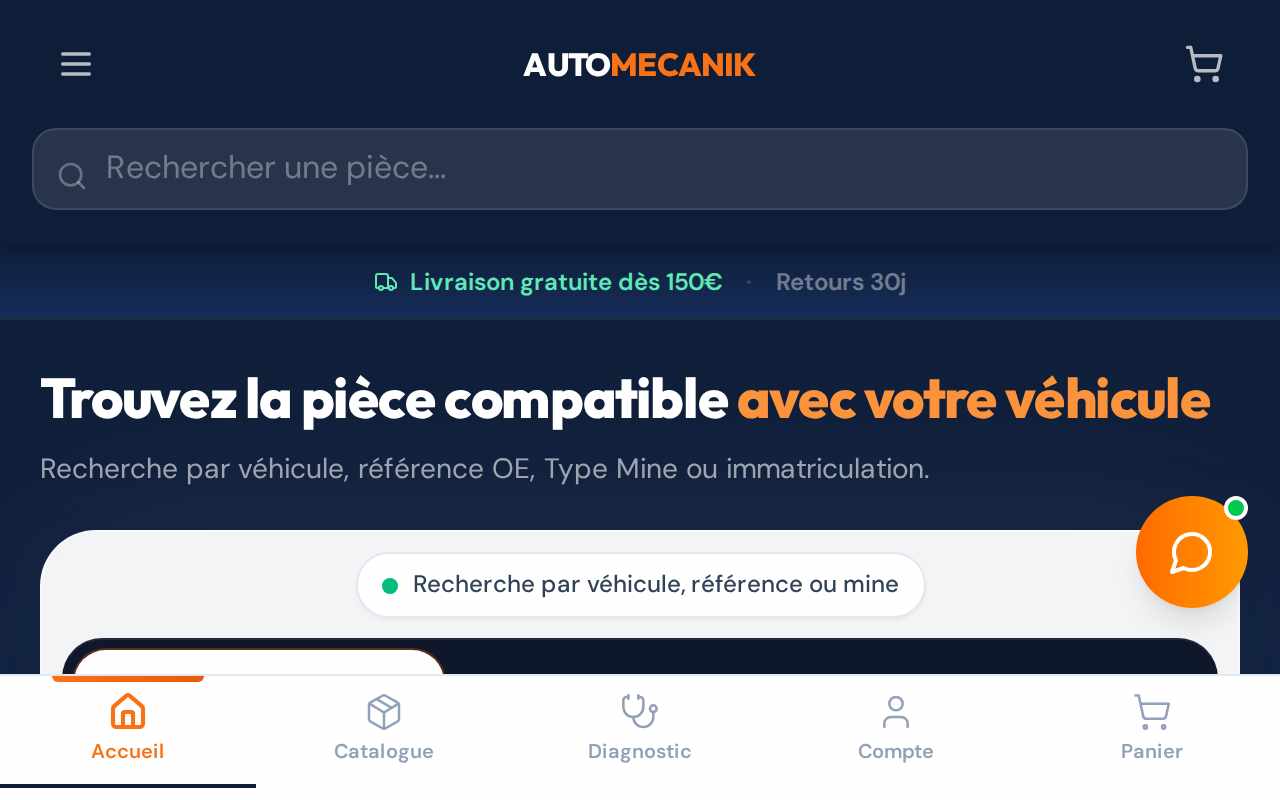 AUTOMECANIK
Rechercher une pièce...
Livraison gratuite dès 150€ · Retours 30j
Trouvez la pièce compatible avec votre véhicule
Recherche par véhicule, référence OE, Type Mine ou immatriculation.
Recherche par véhicule, référence ou mine
Accueil Catalogue Diagnostic Compte Panier